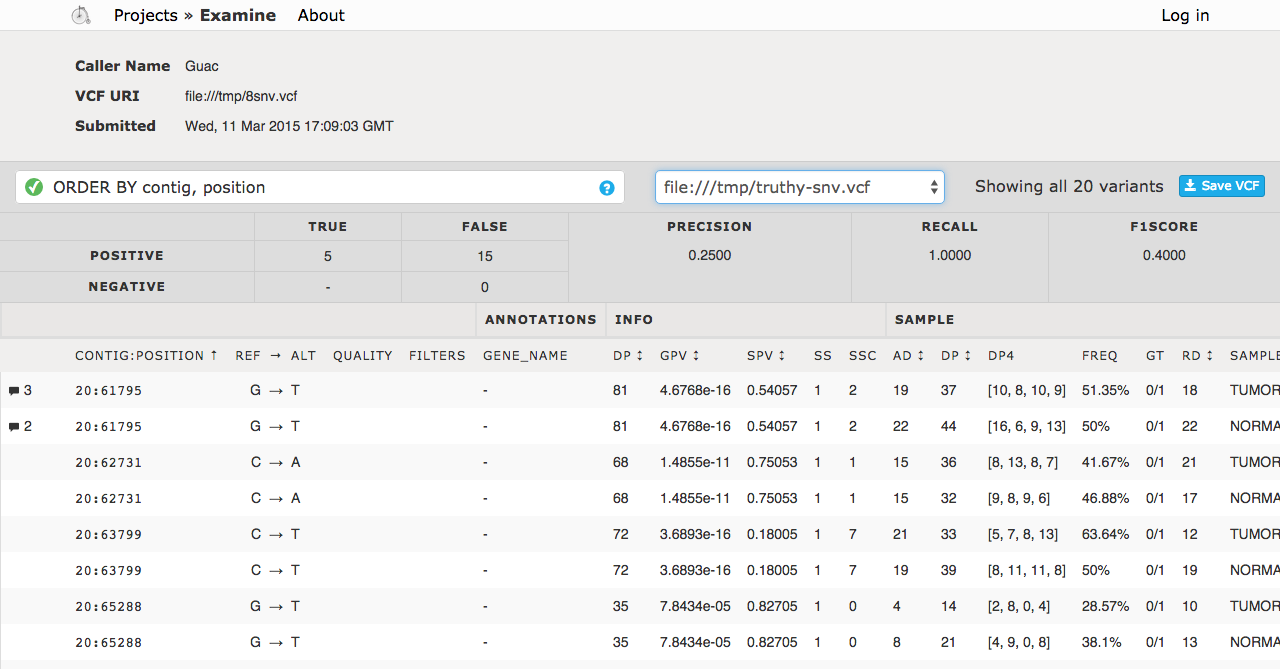 Projects » Examine About Log in
Caller Name Guac
VCF URI file:///tmp/8snv.vcf
Submitted Wed, 11 Mar 2015 17:09:03 GMT
ORDER BY contig, position ? file:///tmp/truthy-snv.vcf Showing all 20 variants Save VCF
TRUE FALSE PRECISION RECALL F1SCORE
POSITIVE 5 15 0.2500 1.0000 0.4000
NEGATIVE - 0
ANNOTATIONS INFO SAMPLE
CONTIG:POSITION ↑ REF → ALT QUALITY FILTERS GENE_NAME DP ↕ GPV ↕ SPV ↕ SS SSC AD ↕ DP ↕ DP4 FREQ GT RD ↕ SAMPLE
3 20:61795 G → T - 81 4.6768e-16 0.54057 1 2 19 37 [10, 8, 10, 9] 51.35% 0/1 18 TUMOR
2 20:61795 G → T - 81 4.6768e-16 0.54057 1 2 22 44 [16, 6, 9, 13] 50% 0/1 22 NORMA
20:62731 C → A - 68 1.4855e-11 0.75053 1 1 15 36 [8, 13, 8, 7] 41.67% 0/1 21 TUMOR
20:62731 C → A - 68 1.4855e-11 0.75053 1 1 15 32 [9, 8, 9, 6] 46.88% 0/1 17 NORMA
20:63799 C → T - 72 3.6893e-16 0.18005 1 7 21 33 [5, 7, 8, 13] 63.64% 0/1 12 TUMOR
20:63799 C → T - 72 3.6893e-16 0.18005 1 7 19 39 [8, 11, 11, 8] 50% 0/1 19 NORMA
20:65288 G → T - 35 7.8434e-05 0.82705 1 0 4 14 [2, 8, 0, 4] 28.57% 0/1 10 TUMOR
20:65288 G → T - 35 7.8434e-05 0.82705 1 0 8 21 [4, 9, 0, 8] 38.1% 0/1 13 NORMA